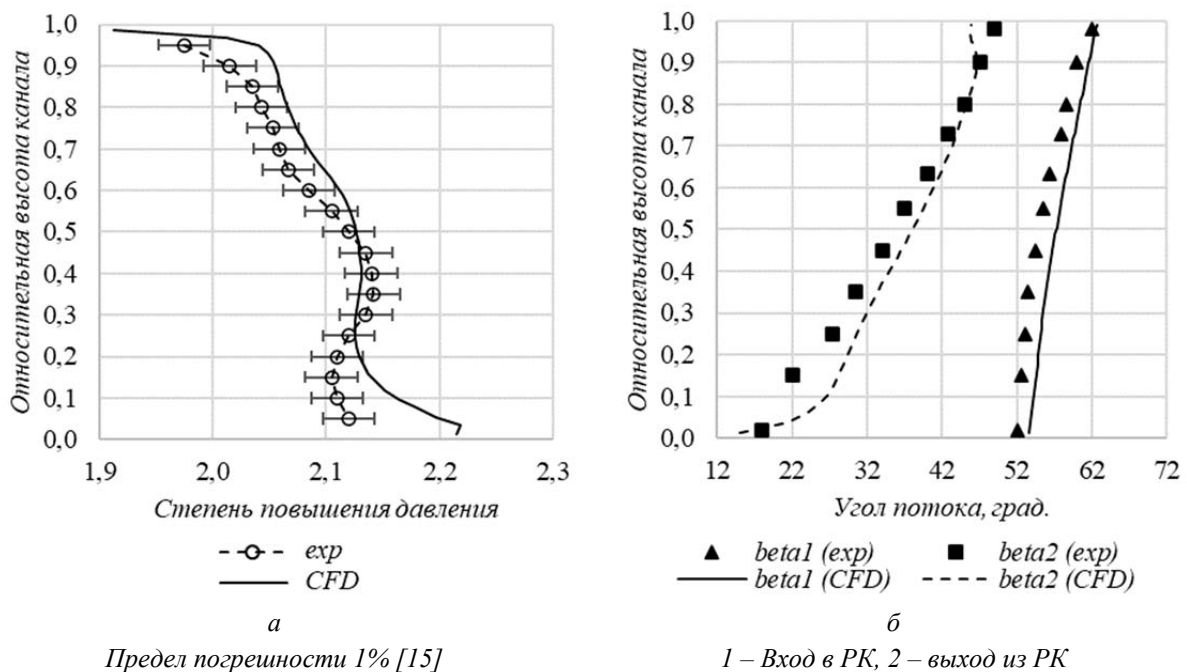 Относительная высота канала
1,0
0,9
0,8
0,7
0,6
0,5
0,4
0,3
0,2
0,1
0,0
1,9 2,0 2,1 2,2 2,3
Степень повышения давления
exp
CFD
а
Предел погрешности 1% [15]
Относительная высота канала
1,0
0,9
0,8
0,7
0,6
0,5
0,4
0,3
0,2
0,1
0,0
12 22 32 42 52 62 72
Угол потока, град.
beta1 (exp) beta2 (exp)
beta1 (CFD) beta2 (CFD)
б
1 – Вход в РК, 2 – выход из РК